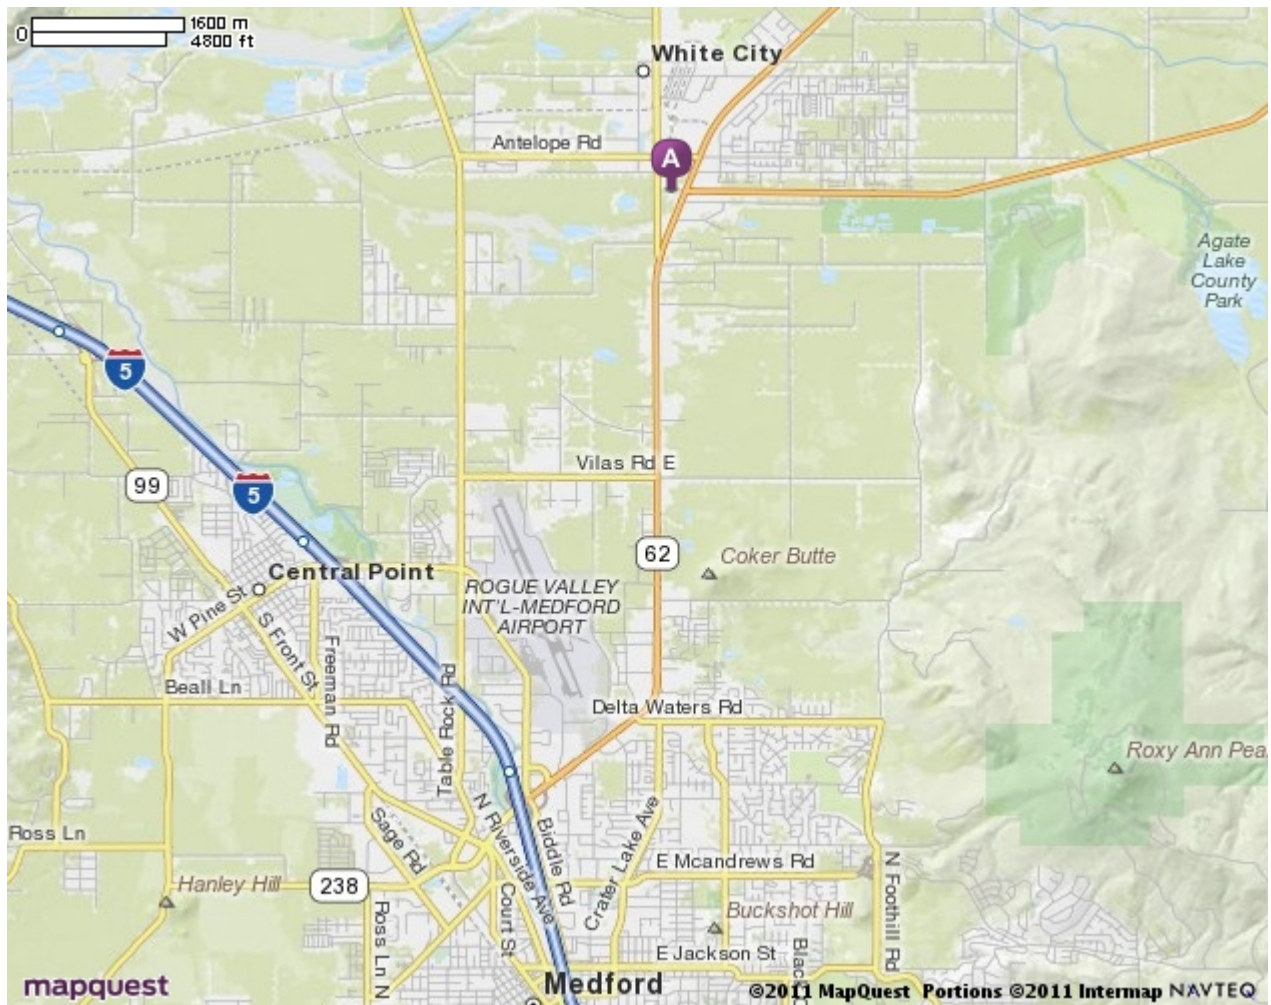 0
1600 m
4800 ft
White City
Antelope Rd
A
Agate
Lake
County
Park
5
Vilas Rd E
99
5
62
Coker Butte
Central Point
ROGUE VALLEY
INT'L-MEDFORD
AIRPORT
W Pine St
S Front St
Freeman Rd
Beall Ln
Table Rock Rd
Delta Waters Rd
Roxy Ann Pea
Ross Ln
Sage Rd
N Riverside Ave
Biddle Rd
Crater Lake Ave
E Mcandrews Rd
N Foothill Rd
Hanley Hill
238
Ross Ln N
Court St
Buckshot Hill
E Jackson St
Black
Medford
mapquest
©2011 MapQuest Portions ©2011 Intermap NAVTEQ